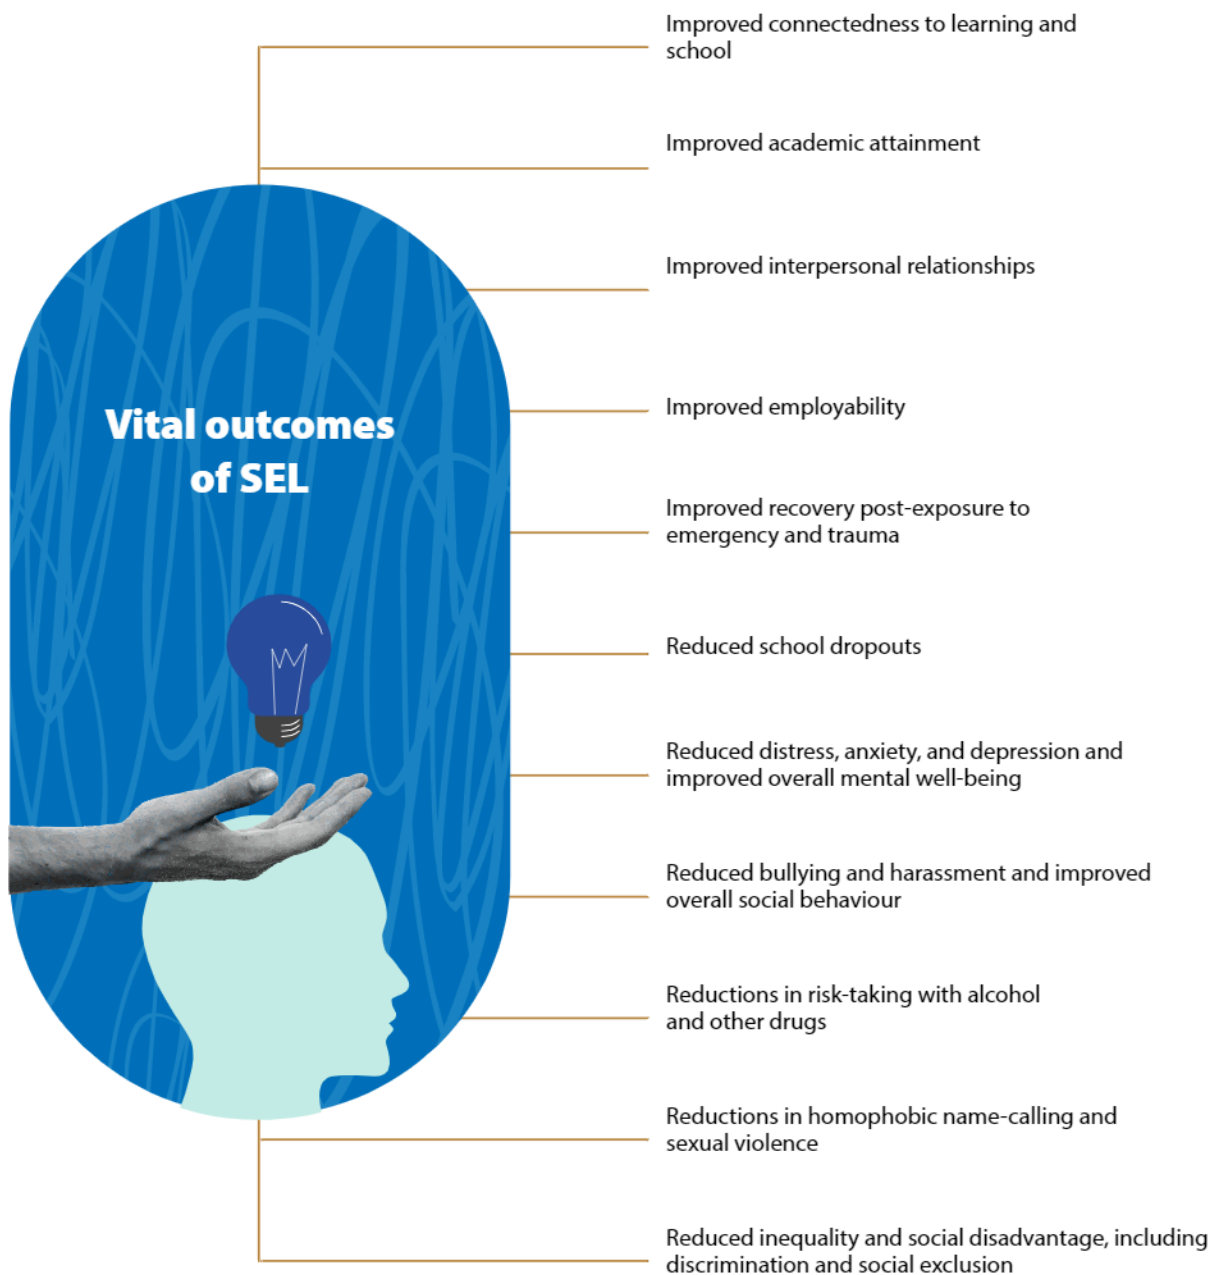 Improved connectedness to learning and
school
Improved academic attainment
Improved interpersonal relationships
Vital outcomes
of SEL
Improved employability
Improved recovery post-exposure to
emergency and trauma
Reduced school dropouts
Reduced distress, anxiety, and depression and
improved overall mental well-being
Reduced bullying and harassment and improved
overall social behaviour
Reductions in risk-taking with alcohol
and other drugs
Reductions in homophobic name-calling and
sexual violence
Reduced inequality and social disadvantage, including
discrimination and social exclusion